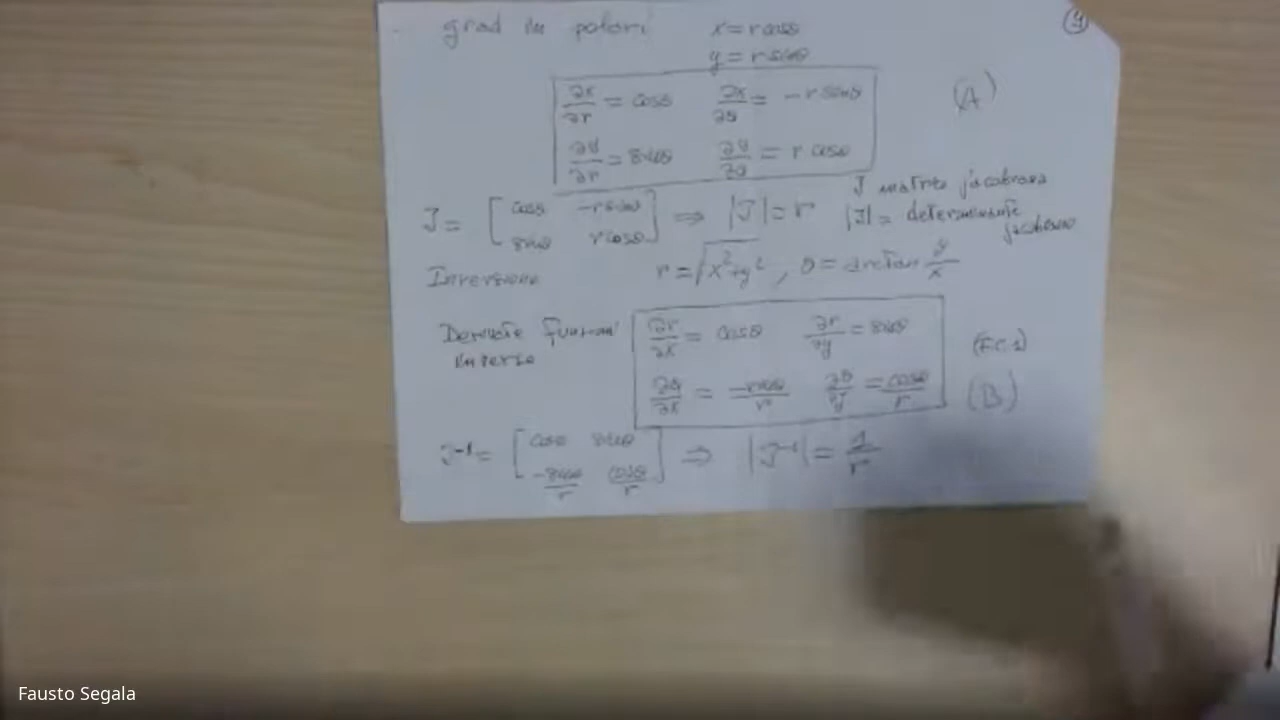 grad in polari x = r cosθ (4)
y = r sinθ
∂x/∂r = cosθ ∂x/∂θ = -r sinθ (A)
∂y/∂r = sinθ ∂y/∂θ = r cosθ
J matrice jacobiana
J = [cosθ -r sinθ; sinθ r cosθ] ⇒ |J| = r |J| = determinante jacobiano
Inversione r = √x²+y², θ = arctan y/x
Derivate funzioni inverse
∂r/∂x = cosθ ∂r/∂y = sinθ
∂θ/∂x = -sinθ/r ∂θ/∂y = cosθ/r (B)
J⁻¹ = [cosθ sinθ; -sinθ/r cosθ/r] ⇒ |J⁻¹| = 1/r
Fausto Segala